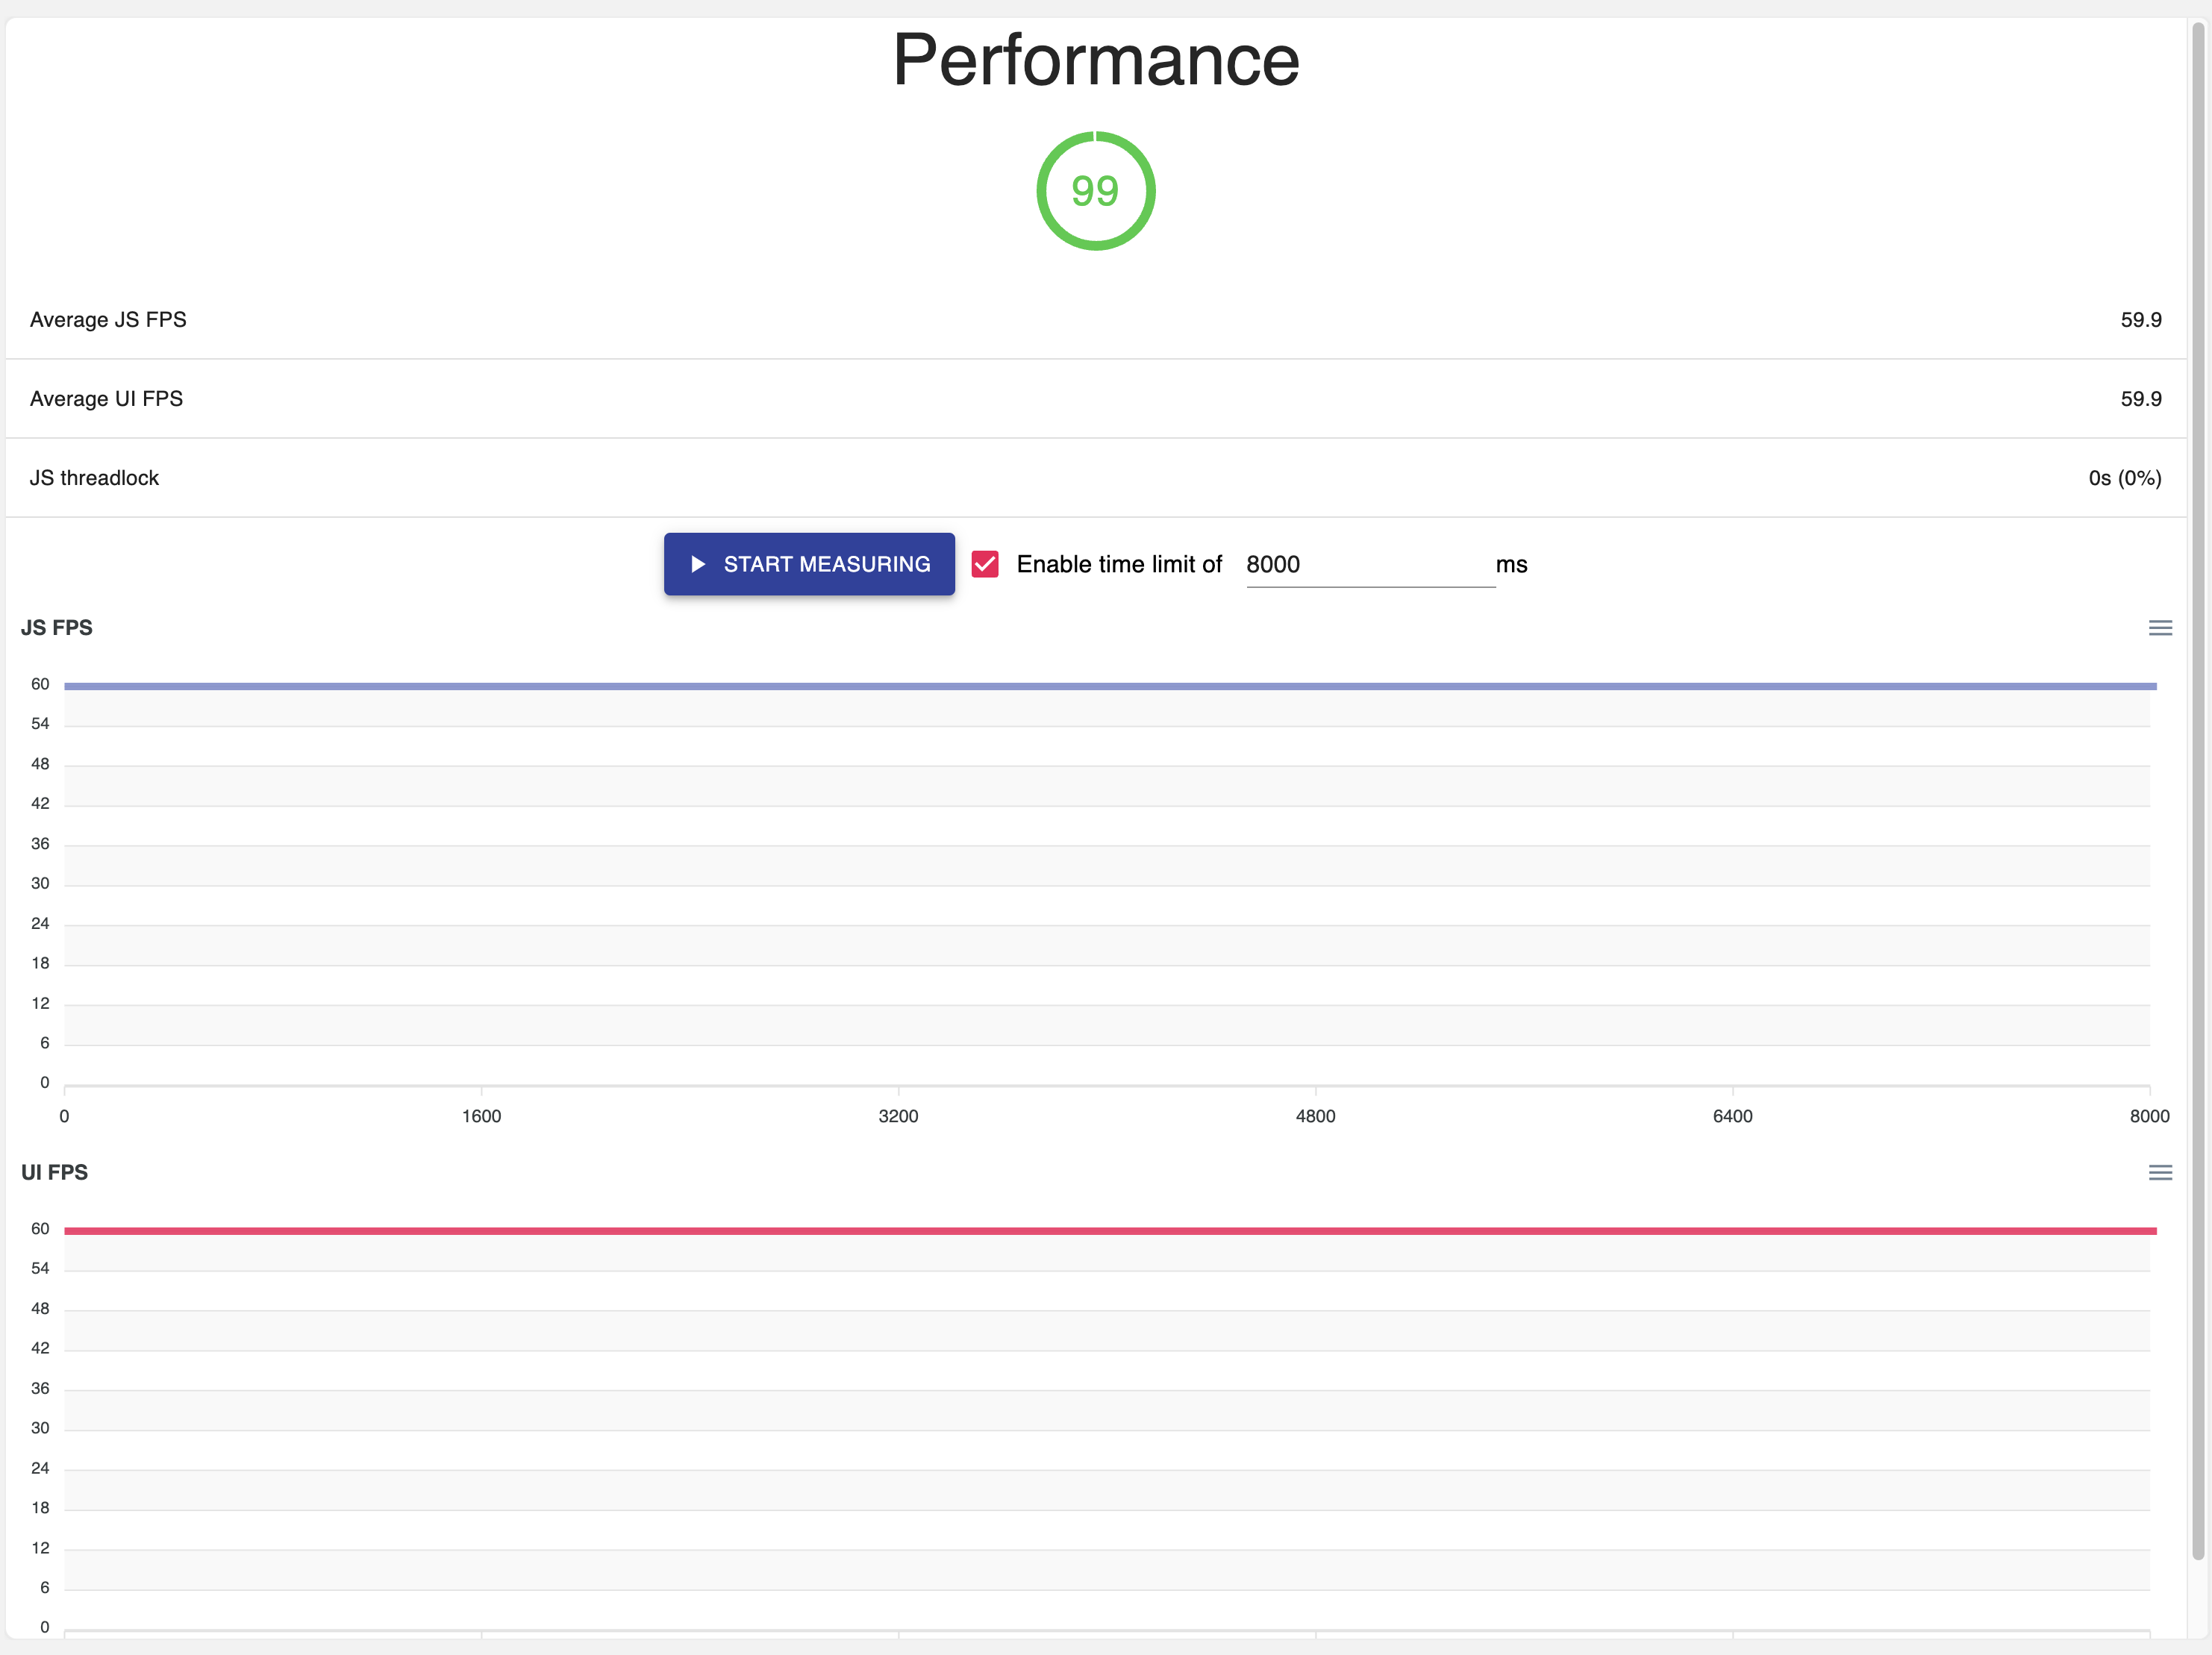 Performance
99
Average JS FPS 59.9
Average UI FPS 59.9
JS threadlock 0s (0%)
START MEASURING Enable time limit of 8000 ms
JS FPS
60
54
48
42
36
30
24
18
12
6
0
0 1600 3200 4800 6400 8000
UI FPS
60
54
48
42
36
30
24
18
12
6
0